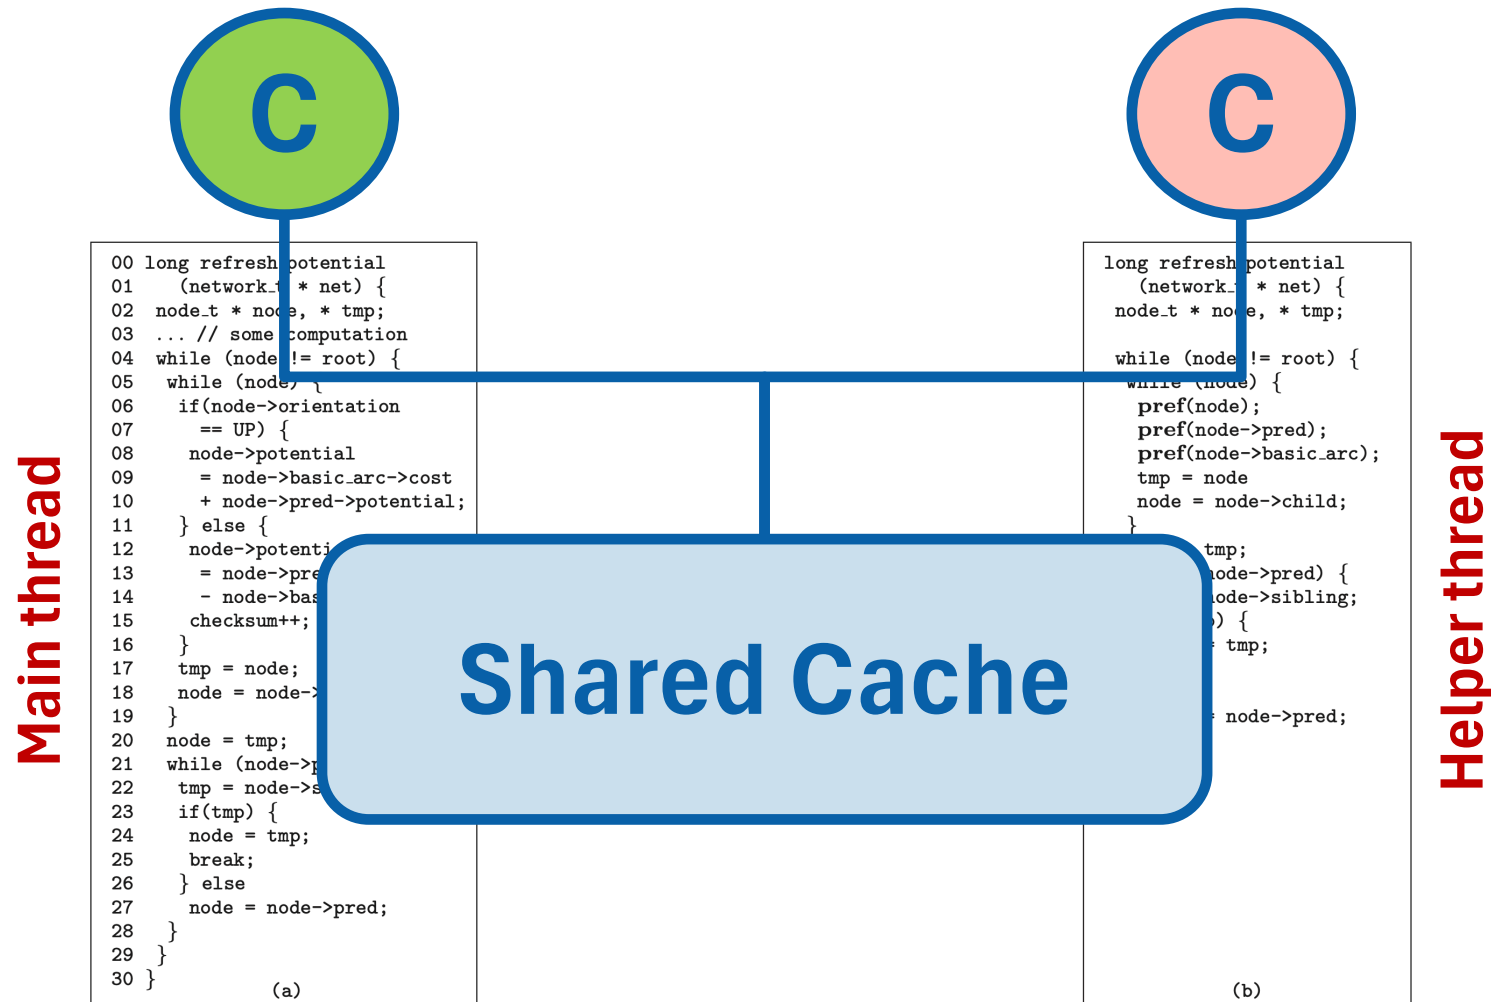 C
C
Main thread
00 long refresh potential
01 (network_t * net) {
02 node_t * node, * tmp;
03 ... // some computation
04 while (node != root) {
05 while (node) {
06 if(node->orientation
07 == UP) {
08 node->potential
09 = node->basic_arc->cost
10 + node->pred->potential;
11 } else {
12 node->potenti
13 = node->pre
14 - node->bas
15 checksum++;
16 }
17 tmp = node;
18 node = node->
19 }
20 node = tmp;
21 while (node->p
22 tmp = node->s
23 if(tmp) {
24 node = tmp;
25 break;
26 } else
27 node = node->pred;
28 }
29 }
30 }
(a)
Shared Cache
long refresh potential
(network_t * net) {
node_t * node, * tmp;
while (node != root) {
while (node) {
pref(node);
pref(node->pred);
pref(node->basic_arc);
tmp = node
node = node->child;
}
tmp;
node->pred) {
node->sibling;
) {
= tmp;
= node->pred;
(b)
Helper thread